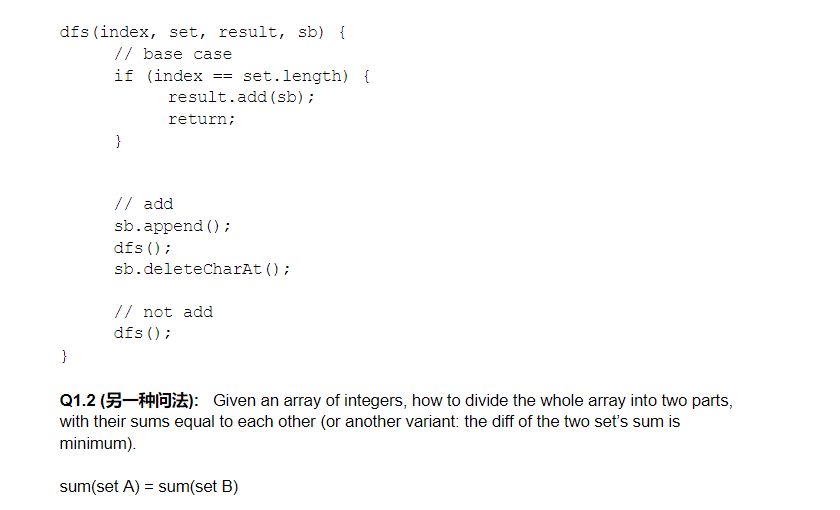 dfs(index, set, result, sb) {
// base case
if (index == set.length) {
result.add(sb);
return;
}
// add
sb.append();
dfs();
sb.deleteCharAt();
// not add
dfs();
}
Q1.2 (另一种问法): Given an array of integers, how to divide the whole array into two parts,
with their sums equal to each other (or another variant: the diff of the two set's sum is
minimum).
sum(set A) = sum(set B)